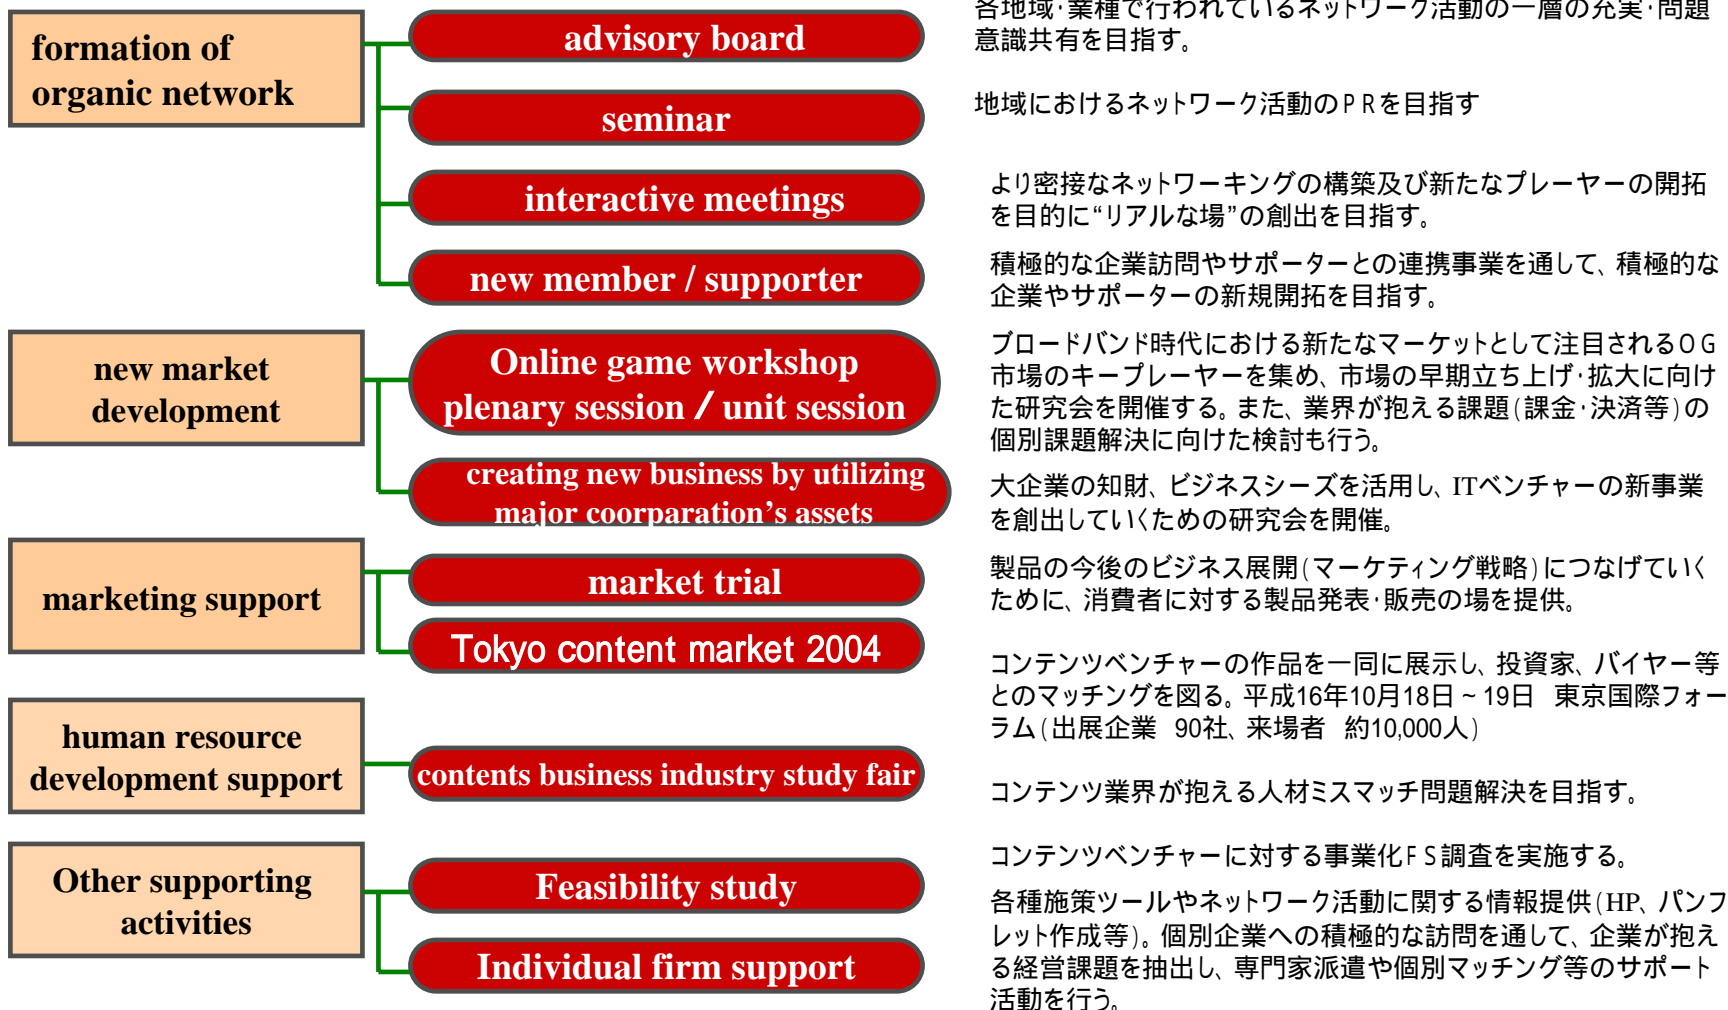 formation of
organic network
advisory board
各地域・業種で行われているネットワーク活動の一層の充実・問題
意識共有を目指す。
seminar
地域におけるネットワーク活動のPRを目指す
interactive meetings
より密接なネットワーキングの構築及び新たなプレーヤーの開拓
を目的に“リアルな場”の創出を目指す。
new member / supporter
積極的な企業訪問やサポーターとの連携事業を通して、積極的な
企業やサポーターの新規開拓を目指す。
new market
development
Online game workshop
plenary session / unit session
ブロードバンド時代における新たなマーケットとして注目されるOG
市場のキープレーヤーを集め、市場の早期立ち上げ・拡大に向け
た研究会を開催する。また、業界が抱える課題(課金・決済等)の
個別課題解決に向けた検討も行う。
creating new business by utilizing
major coorparation’s assets
大企業の知財、ビジネスシーズを活用し、ITベンチャーの新事業
を創出していくための研究会を開催。
marketing support
market trial
製品の今後のビジネス展開(マーケティング戦略)につなげていく
ために、消費者に対する製品発表・販売の場を提供。
Tokyo content market 2004
コンテンツベンチャーの作品を一同に展示し、投資家、バイヤー等
とのマッチングを図る。平成16年10月18日~19日 東京国際フォー
ラム(出展企業 90社、来場者 約10,000人)
human resource
development support
contents business industry study fair
コンテンツ業界が抱える人材ミスマッチ問題解決を目指す。
Other supporting
activities
Feasibility study
コンテンツベンチャーに対する事業化FS調査を実施する。
Individual firm support
各種施策ツールやネットワーク活動に関する情報提供(HP、パンフ
レット作成等)。個別企業への積極的な訪問を通して、企業が抱え
る経営課題を抽出し、専門家派遣や個別マッチング等のサポート
活動を行う。